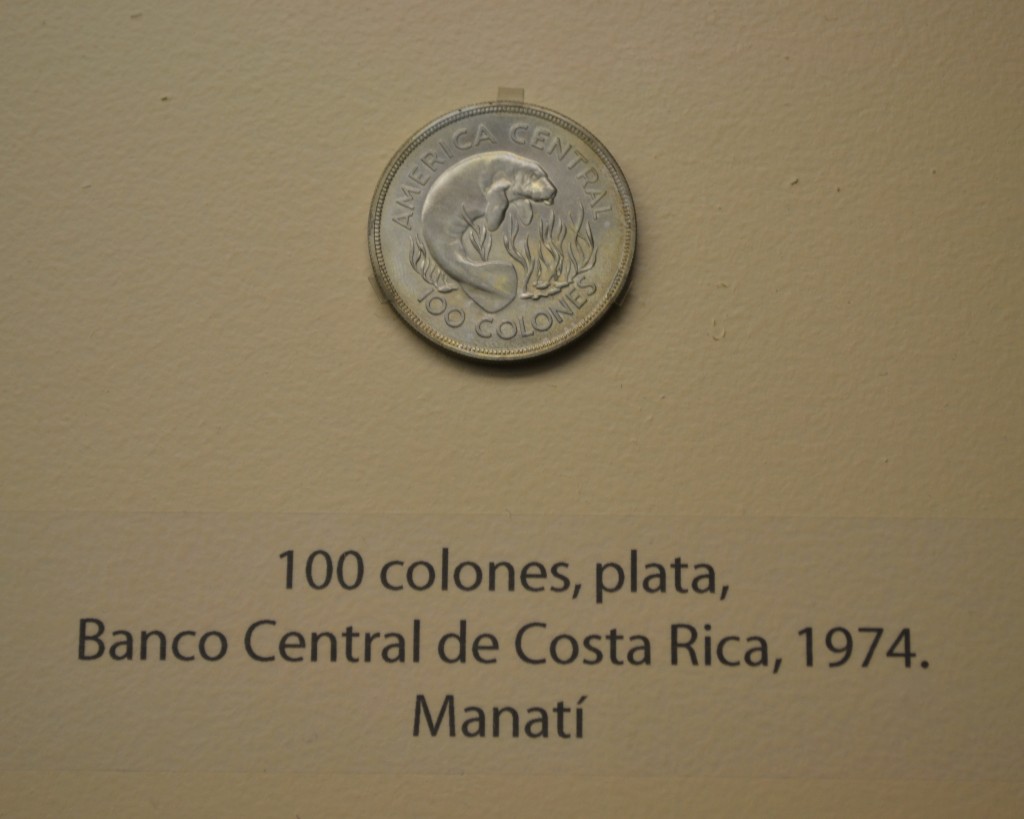 AMERICA CENTRAL
100 COLONES
100 colones, plata,
Banco Central de Costa Rica, 1974.
Manatí